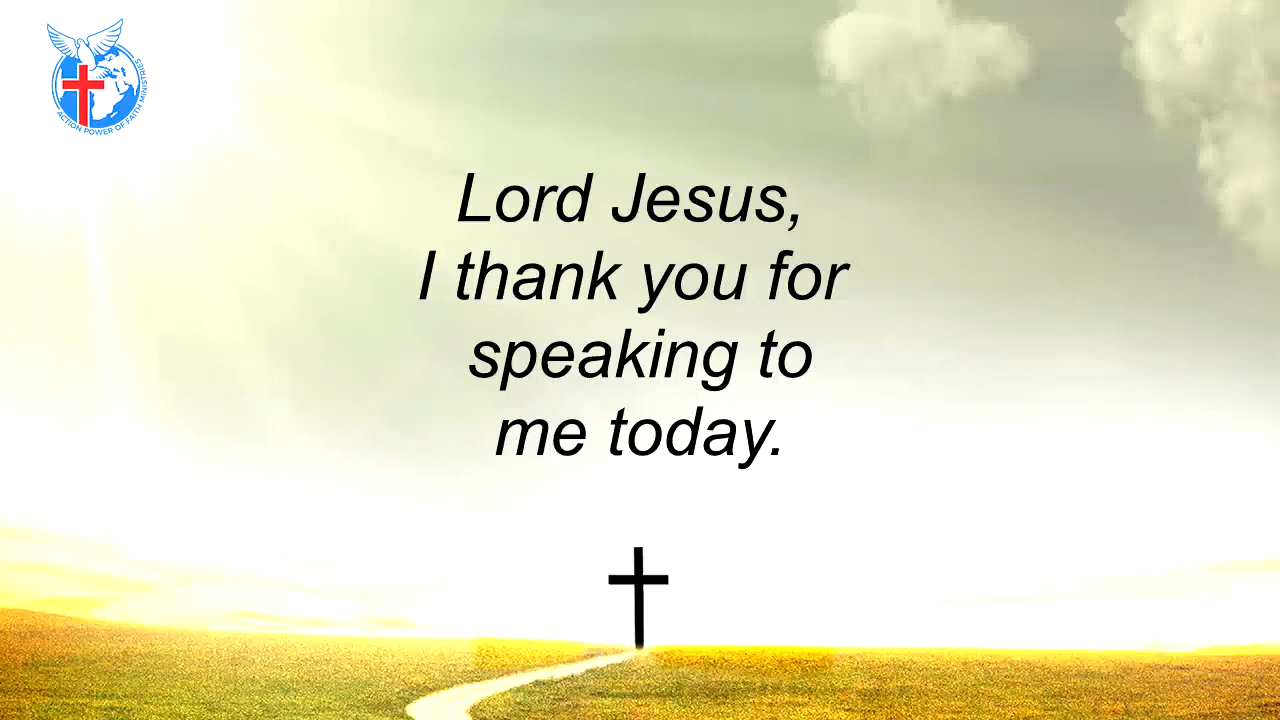 ACTION POWER OF FAITH MINISTRIES
Lord Jesus,
I thank you for
speaking to
me today.